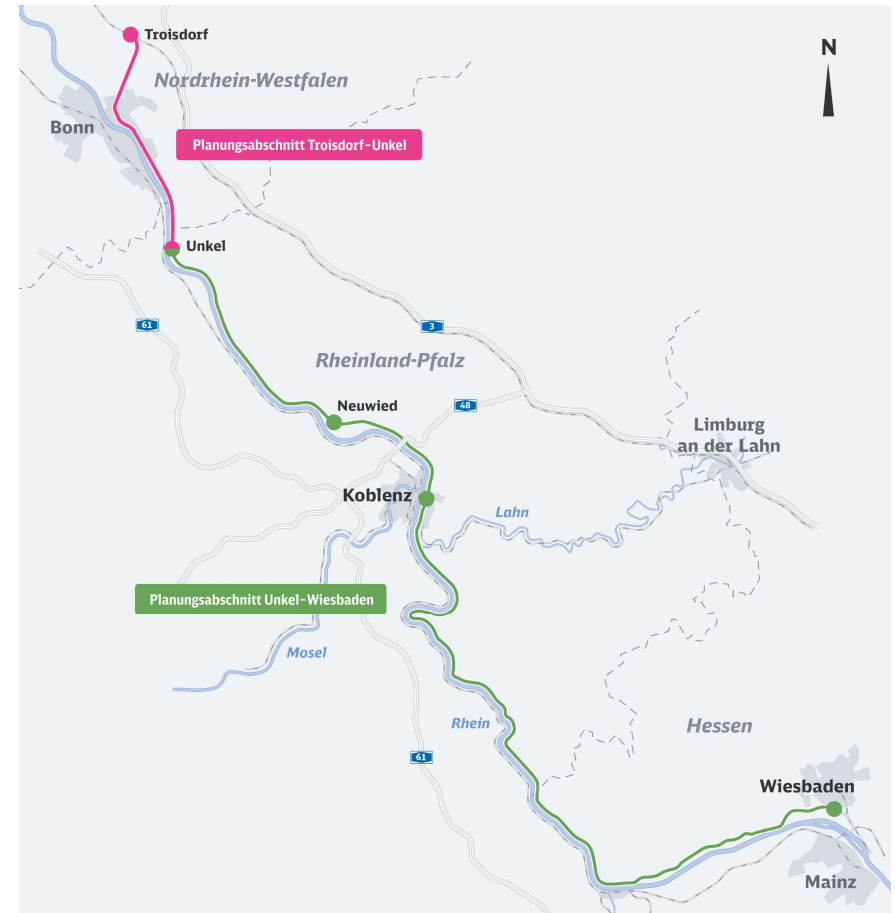 Troisdorf
N
Nordrhein-Westfalen
Bonn
Planungsabschnitt Troisdorf–Unkel
Unkel
61
3
Rheinland-Pfalz
Neuwied
48
Limburg
an der Lahn
Koblenz
Lahn
Planungsabschnitt Unkel–Wiesbaden
Mosel
Rhein
Hessen
61
Wiesbaden
Mainz